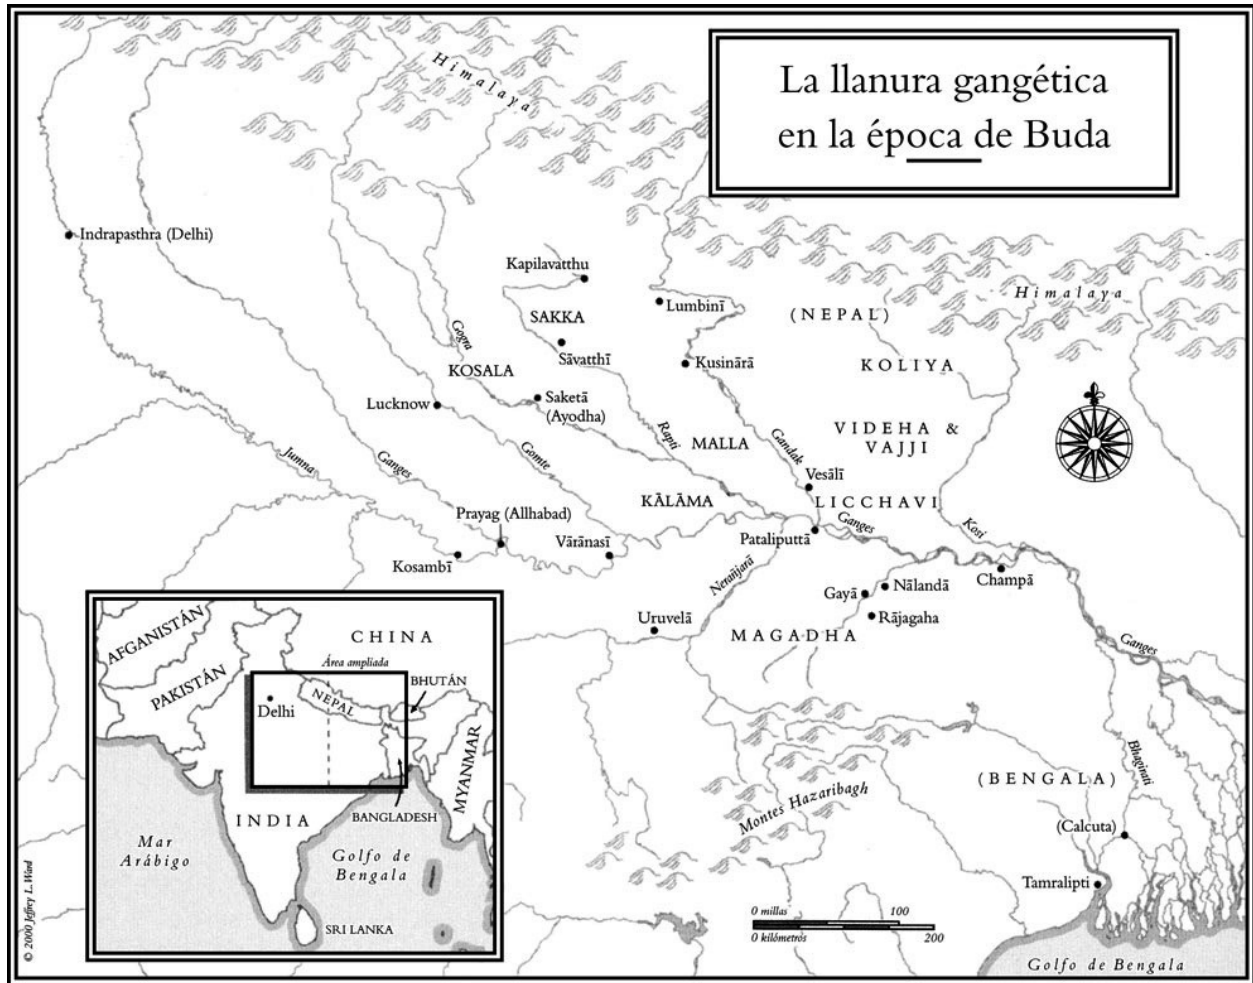 La llanura gangética
en la época de Buda
Himalaya
Indrapasthra (Delhi)
Kapilavatthu
Lumbinī
(NEPAL)
Himalaya
SAKKA
Gogra
Sāvatthī
Kusinārā
KOLIYA
KOSALA
Lucknow
Saketā
(Ayodha)
Rapti
MALLA
VIDEHA &
VAJJI
Jumna
Ganges
Gomte
Gandak
Vesālī
KĀLĀMA
LICCHAVI
Prayag (Allhabad)
Vārānasī
Kosambī
Pataliputtā
Ganges
Kosi
Nerañjarā
Gayā
Nālandā
Champā
Rājagaha
Uruvelā
MAGADHA
Ganges
Montes Hazaribagh
(BENGALA)
Bhagirati
(Calcuta)
Tamralipti
0 millas 100
0 kilómetros 200
Golfo de Bengala
AFGANISTÁN
CHINA
Área ampliada
PAKISTÁN
NEPAL
BHUTÁN
Delhi
MYANMAR
INDIA
BANGLADESH
Mar
Arábigo
Golfo de
Bengala
SRI LANKA
© 2000 Jeffrey L. Ward